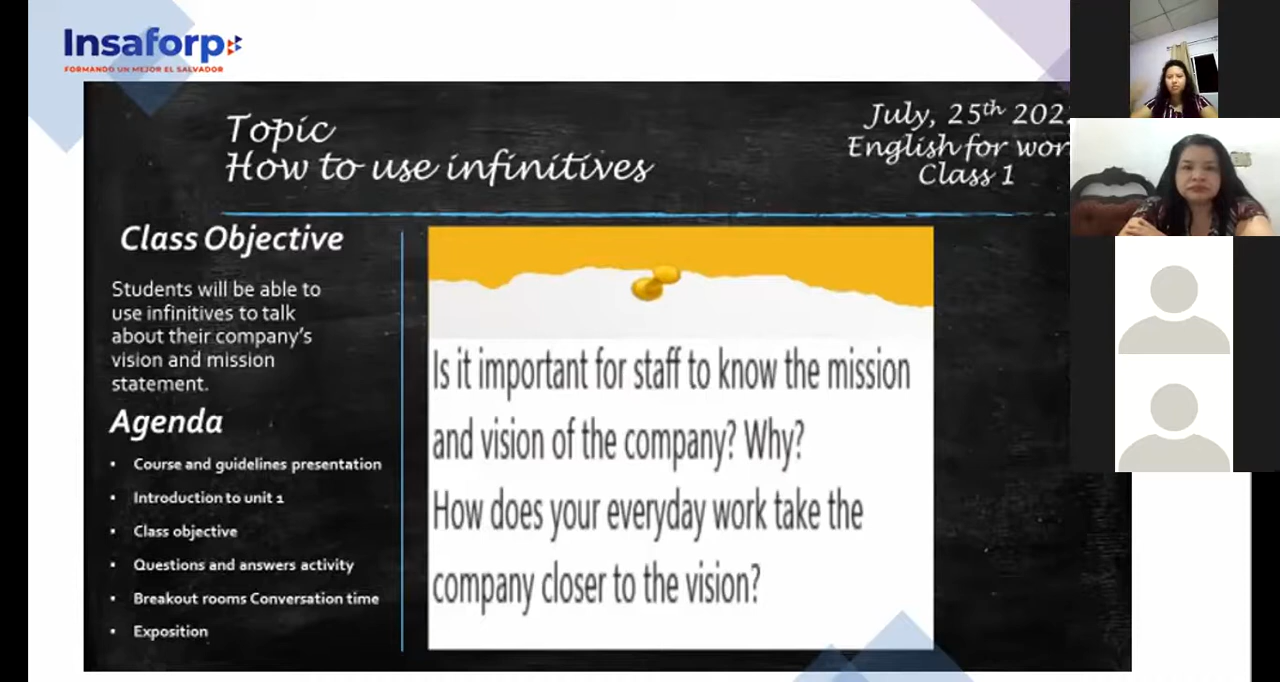 Insaforp
FORMANDO UN MEJOR EL SALVADOR
Topic
How to use infinitives
July, 25th
English for
Class 1
Class Objective
Students will be able to
use infinitives to talk
about their company's
vision and mission
statement.
Agenda
• Course and guidelines presentation
• Introduction to unit 1
• Class objective
• Questions and answers activity
• Breakout rooms Conversation time
• Exposition
Is it important for staff to know the mission
and vision of the company? Why?
How does your everyday work take the
company closer to the vision?